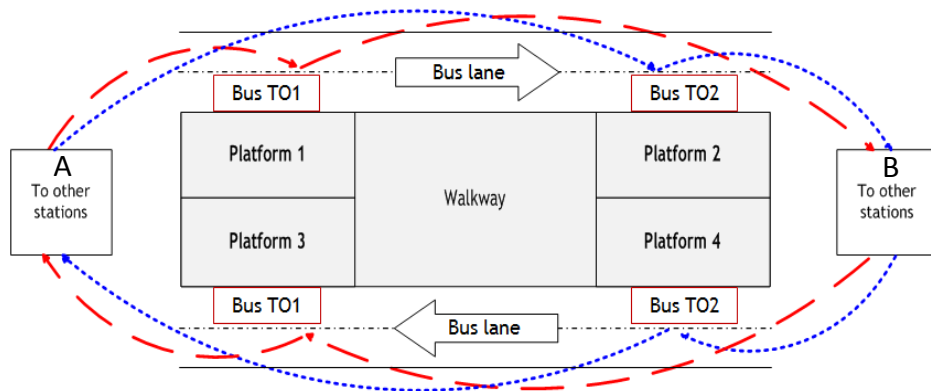 Bus lane
Bus TO1
Bus TO2
A
To other
stations
Platform 1
Platform 2
B
To other
stations
Walkway
Platform 3
Platform 4
Bus TO1
Bus TO2
Bus lane